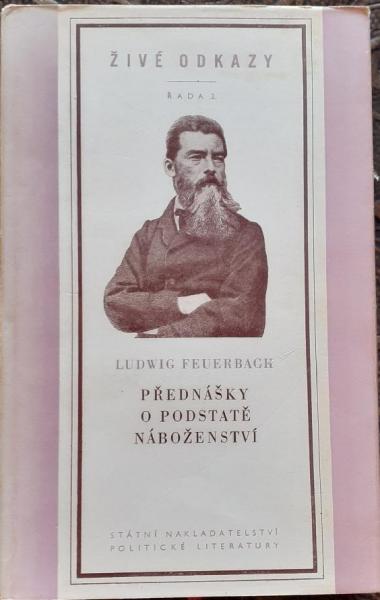 ŽIVÉ ODKAZY
ŘADA 2.
LUDWIG FEUERBACH
PŘEDNÁŠKY
O PODSTATĚ
NÁBOŽENSTVÍ
STÁTNÍ NAKLADATELSTVÍ
POLITICKÉ LITERATURY